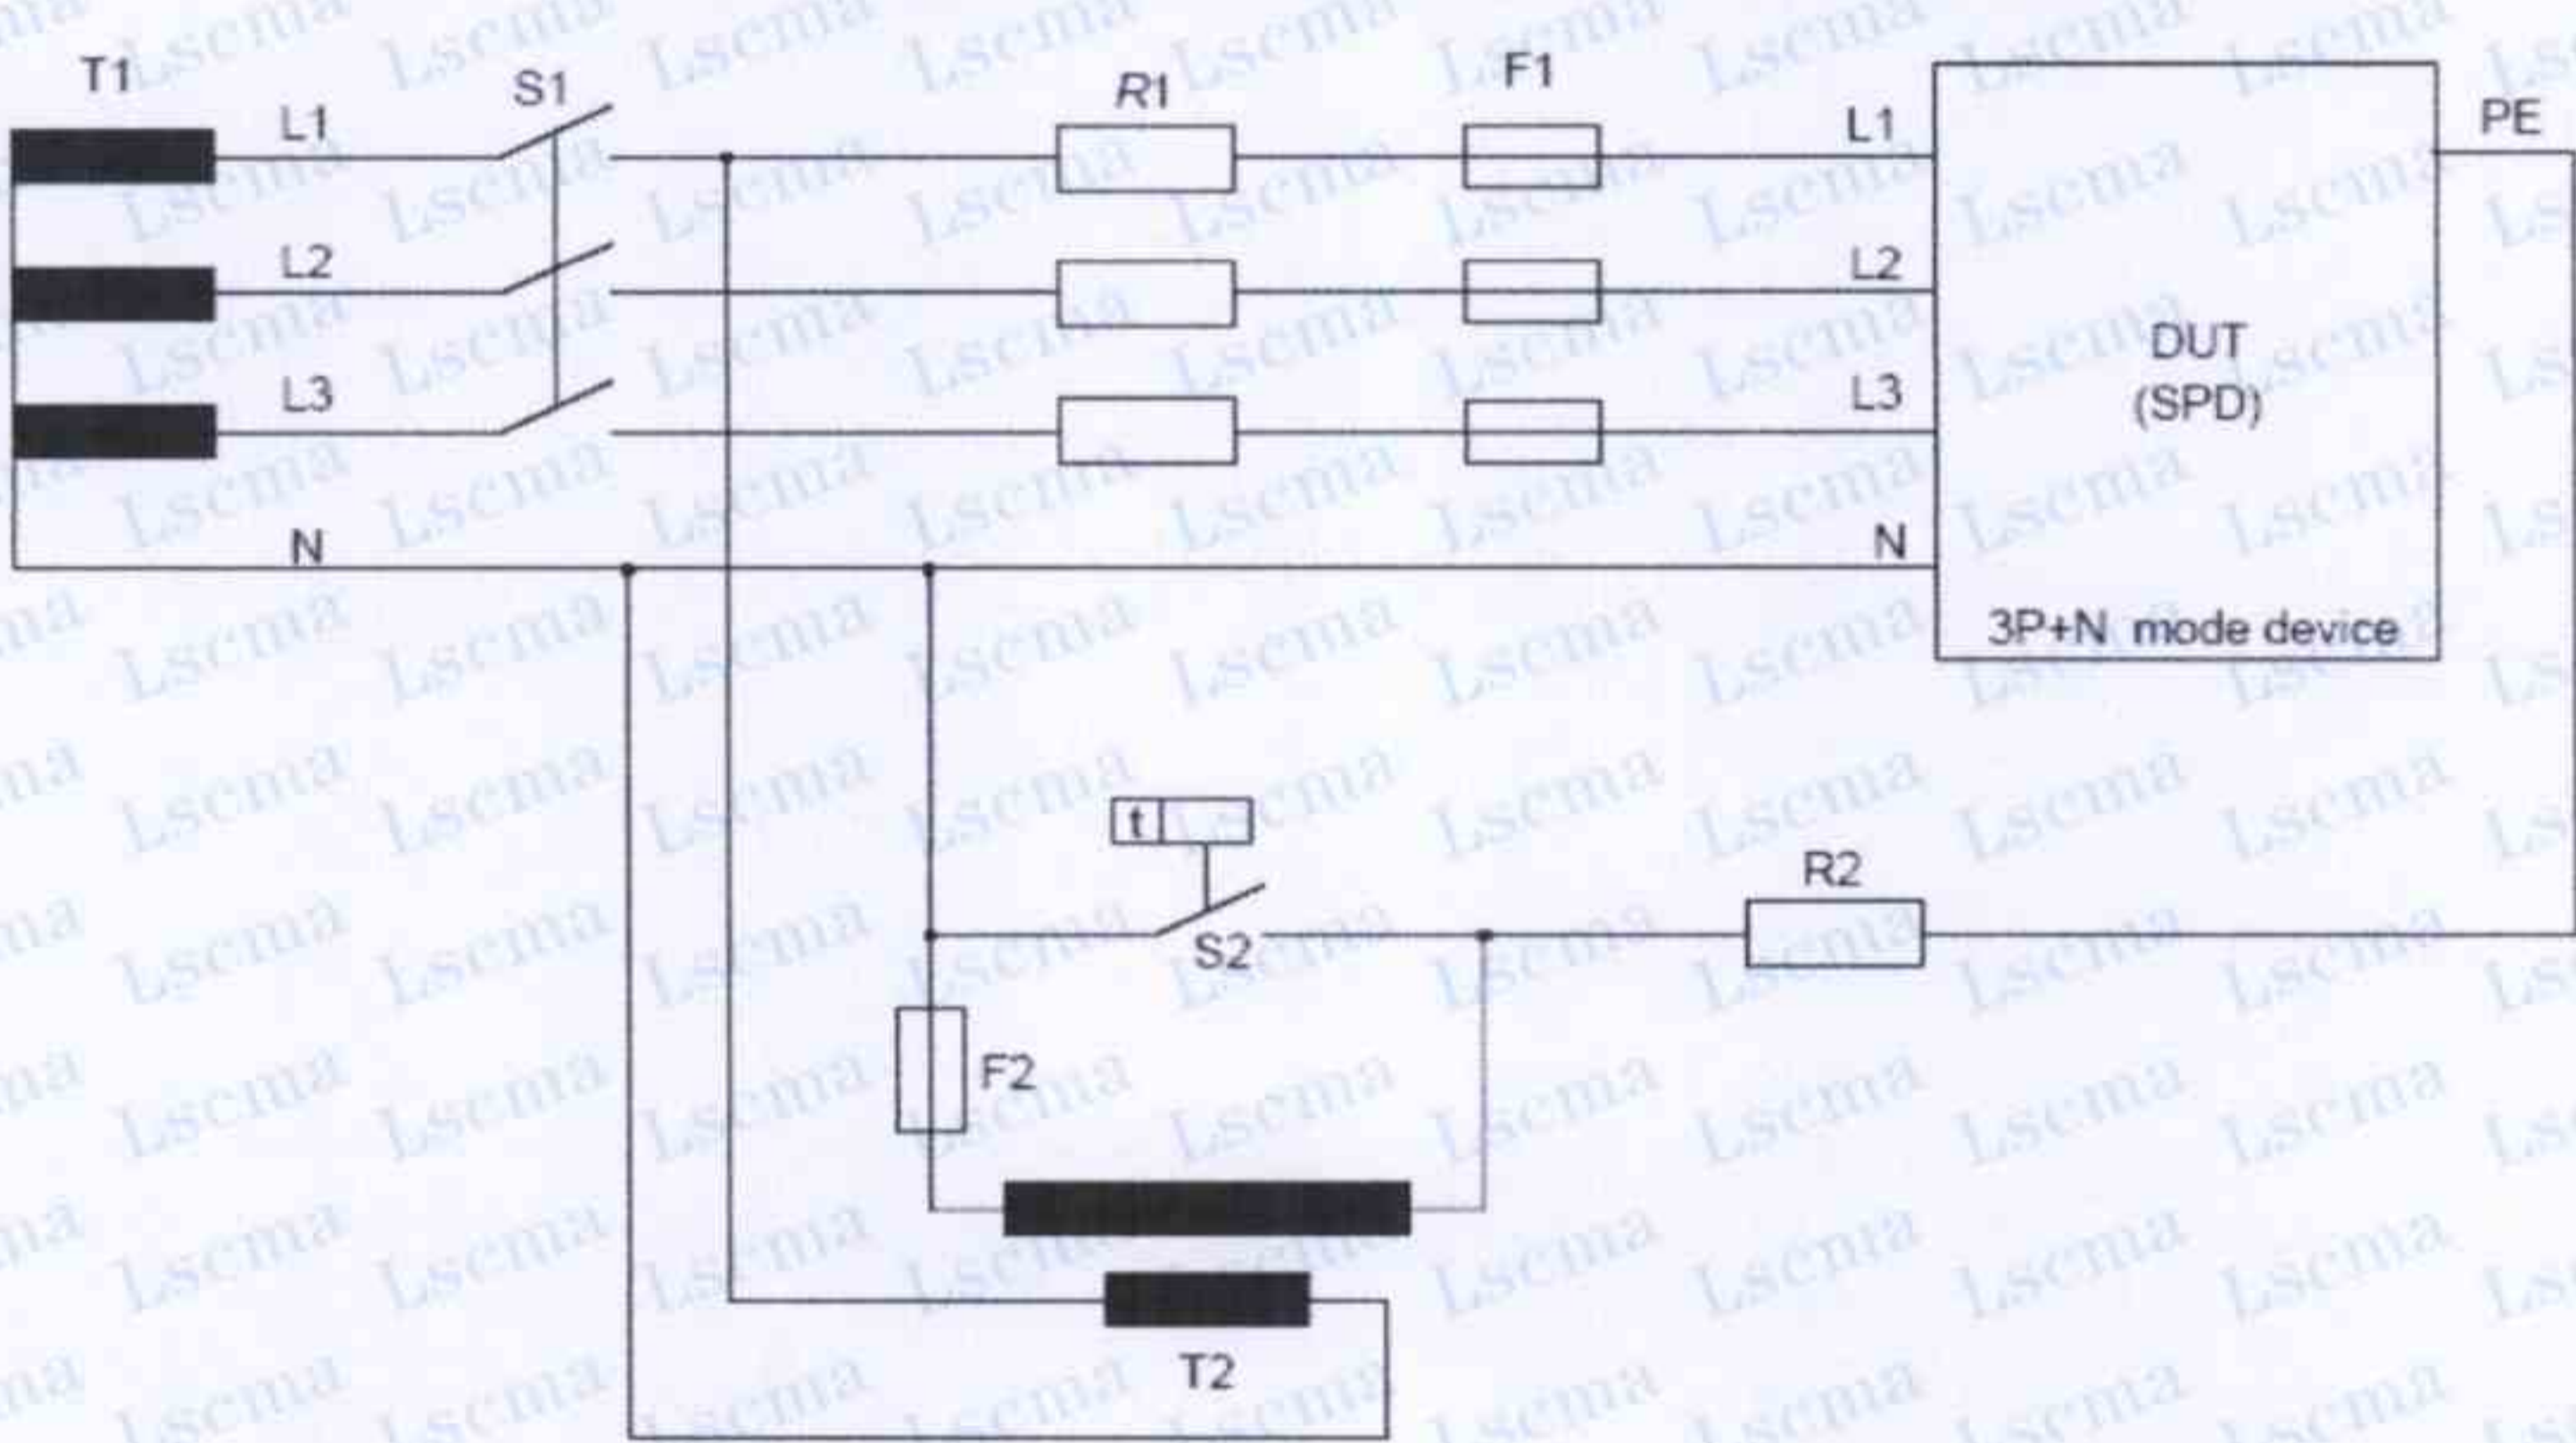 T1
L1
S1
R1
F1
L1
PE
L2
L2
DUT
(SPD)
L3
L3
N
N
3P+N mode device
t
S2
R2
F2
T2
Lscma